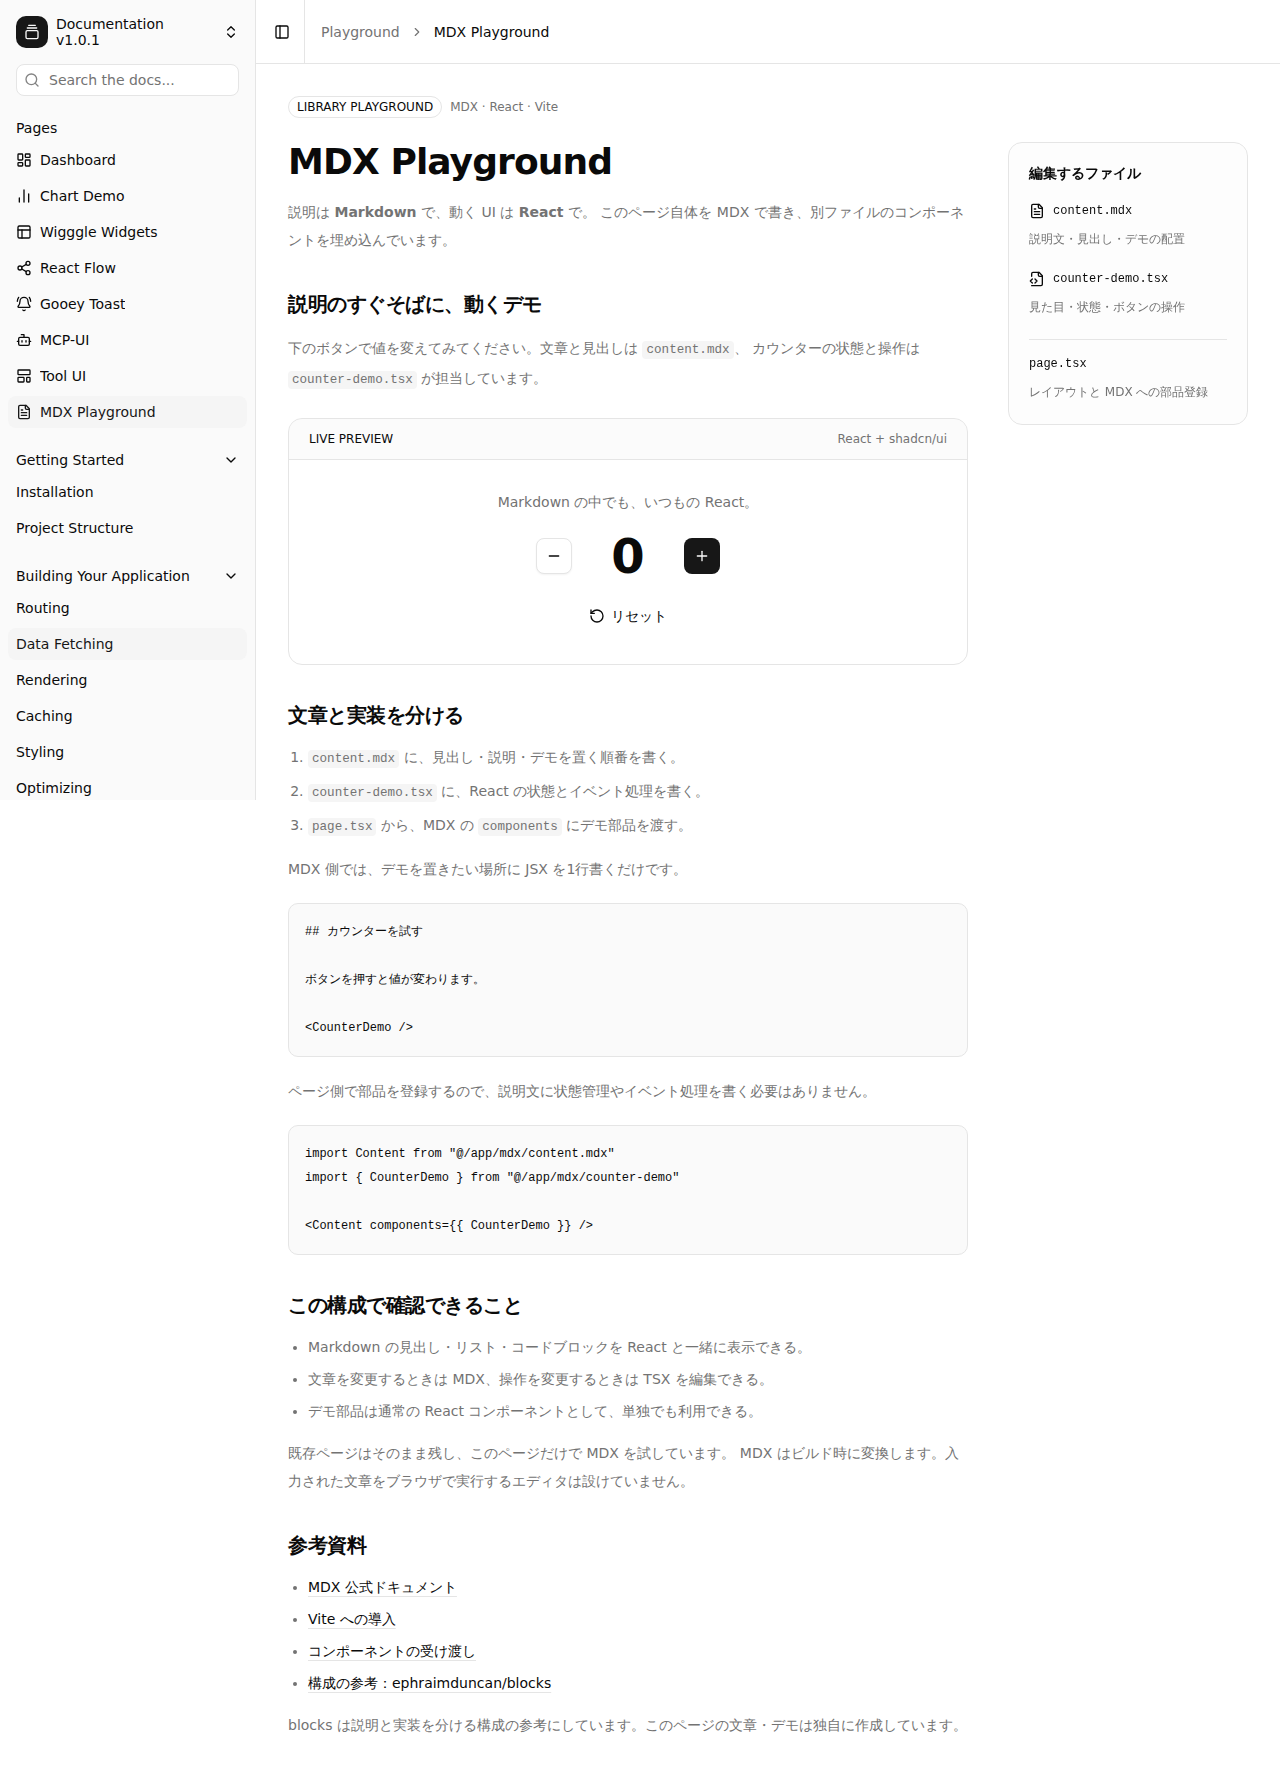 Documentation
v1.0.1
Search the docs...
Pages
Dashboard
Chart Demo
Wigggle Widgets
React Flow
Gooey Toast
MCP-UI
Tool UI
MDX Playground
Getting Started
Installation
Project Structure
Building Your Application
Routing
Data Fetching
Rendering
Caching
Styling
Optimizing
Playground > MDX Playground
LIBRARY PLAYGROUND MDX · React · Vite
MDX Playground
説明は Markdown で、動く UI は React で。 このページ自体を MDX で書き、別ファイルのコンポーネ
ントを埋め込んでいます。
説明のすぐそばに、動くデモ
下のボタンで値を変えてみてください。文章と見出しは content.mdx、 カウンターの状態と操作は
counter-demo.tsx が担当しています。
LIVE PREVIEW React + shadcn/ui
Markdown の中でも、いつもの React。
− 0 +
リセット
文章と実装を分ける
1. content.mdx に、見出し・説明・デモを置く順番を書く。
2. counter-demo.tsx に、React の状態とイベント処理を書く。
3. page.tsx から、MDX の components にデモ部品を渡す。
MDX 側では、デモを置きたい場所に JSX を1行書くだけです。
## カウンターを試す
ボタンを押すと値が変わります。
<CounterDemo />
ページ側で部品を登録するので、説明文に状態管理やイベント処理を書く必要はありません。
import Content from "@/app/mdx/content.mdx"
import { CounterDemo } from "@/app/mdx/counter-demo"
<Content components={{ CounterDemo }} />
この構成で確認できること
• Markdown の見出し・リスト・コードブロックを React と一緒に表示できる。
• 文章を変更するときは MDX、操作を変更するときは TSX を編集できる。
• デモ部品は通常の React コンポーネントとして、単独でも利用できる。
既存ページはそのまま残し、このページだけで MDX を試しています。 MDX はビルド時に変換します。入
力された文章をブラウザで実行するエディタは設けていません。
参考資料
• MDX 公式ドキュメント
• Vite への導入
• コンポーネントの受け渡し
• 構成の参考：ephraimduncan/blocks
blocks は説明と実装を分ける構成の参考にしています。このページの文章・デモは独自に作成しています。
編集するファイル
content.mdx
説明文・見出し・デモの配置
counter-demo.tsx
見た目・状態・ボタンの操作
page.tsx
レイアウトと MDX への部品登録